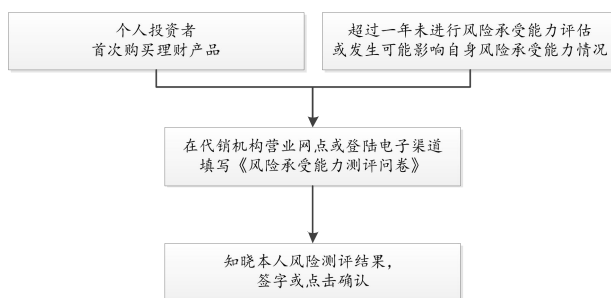 个人投资者
首次购买理财产品
超过一年未进行风险承受能力评估
或发生可能影响自身风险承受能力情况
在代销机构营业网点或登陆电子渠道
填写《风险承受能力测评问卷》
知晓本人风险测评结果，
签字或点击确认